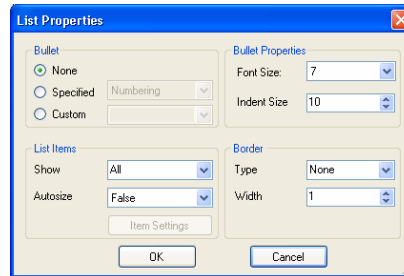 List Properties
Bullet
None
Specified Numbering
Custom
Bullet Properties
Font Size: 7
Indent Size 10
List Items
Show All
Autosize False
Item Settings
Border
Type None
Width 1
OK Cancel